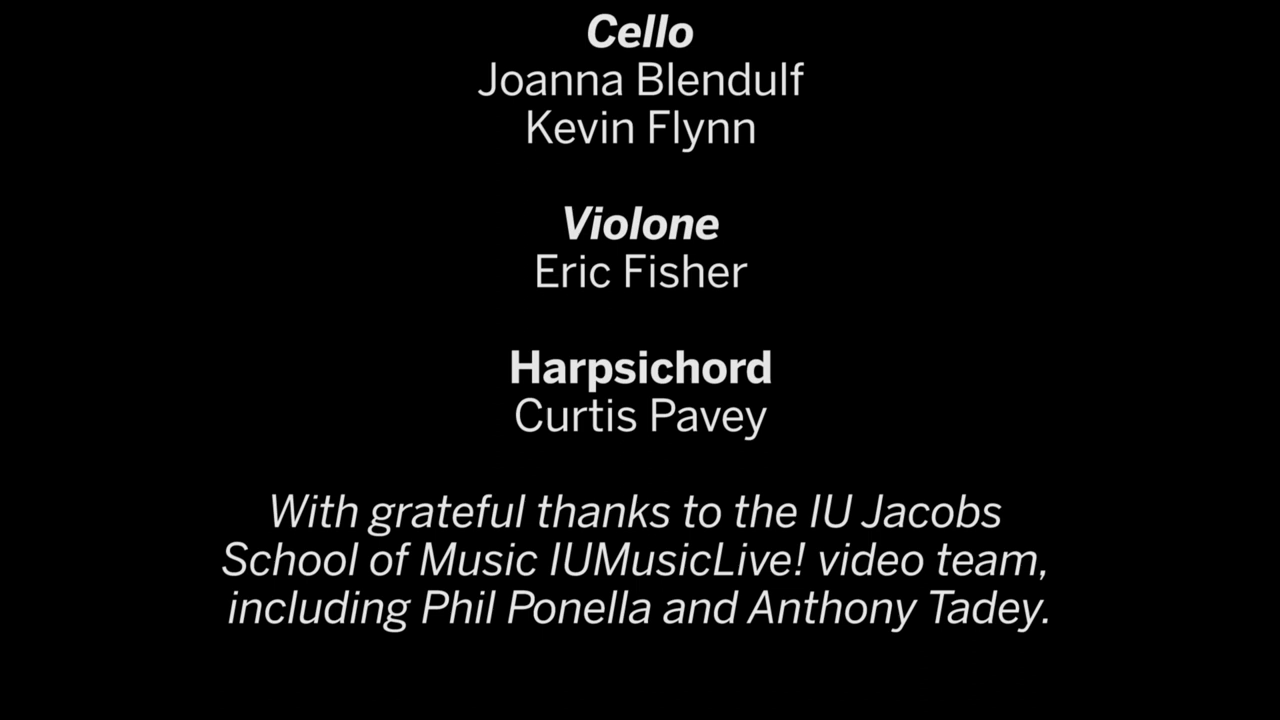 Cello
Joanna Blendulf
Kevin Flynn
Violone
Eric Fisher
Harpsichord
Curtis Pavey
With grateful thanks to the IU Jacobs
School of Music IUMusicLive! video team,
including Phil Ponella and Anthony Tadey.